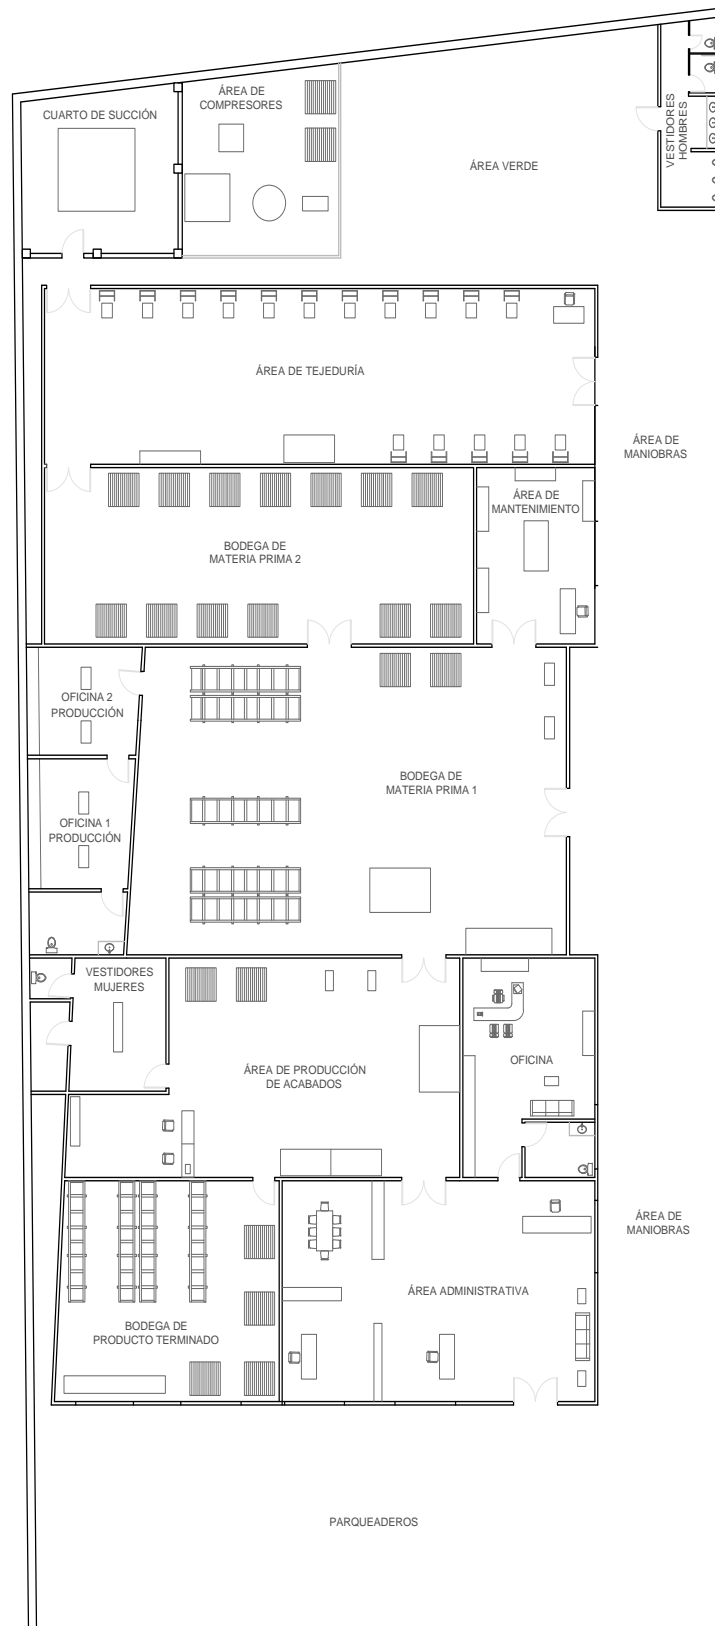 ÁREA DE
COMPRESORES
CUARTO DE SUCCIÓN
VESTIDORES
HOMBRES
ÁREA VERDE
ÁREA DE TEJEDURÍA
ÁREA DE
MANIOBRAS
ÁREA DE
MANTENIMIENTO
BODEGA DE
MATERIA PRIMA 2
OFICINA 2
PRODUCCIÓN
BODEGA DE
MATERIA PRIMA 1
OFICINA 1
PRODUCCIÓN
VESTIDORES
MUJERES
ÁREA DE PRODUCCIÓN
DE ACABADOS
OFICINA
ÁREA DE
MANIOBRAS
ÁREA ADMINISTRATIVA
BODEGA DE
PRODUCTO TERMINADO
PARQUEADEROS